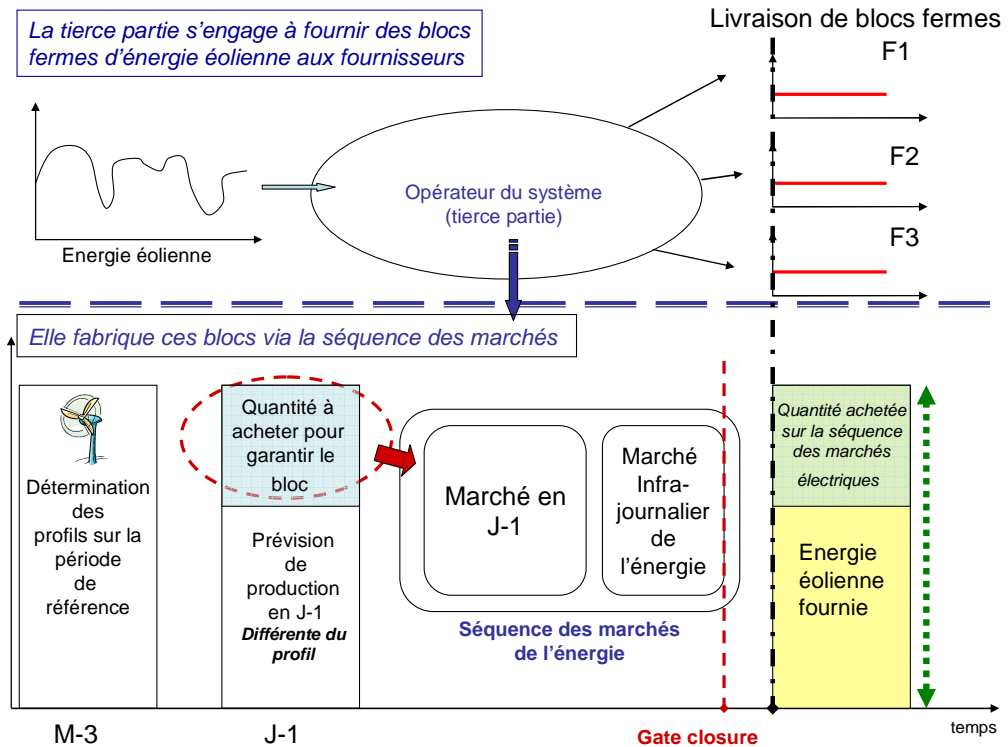 La tierce partie s'engage à fournir des blocs
fermes d'énergie éolienne aux fournisseurs
Livraison de blocs fermes
F1
F2
F3
Energie éolienne
Opérateur du système
(tierce partie)
Elle fabrique ces blocs via la séquence des marchés
Détermination
des
profils sur la
période
de
référence
Quantité à
acheter pour
garantir le
bloc
Prévision
de
production
en J-1
Différente du
profil
Marché en
J-1
Marché
Infra-
journalier
de
l'énergie
Séquence des marchés
de l'énergie
Quantité achetée
sur la séquence
des marchés
électriques
Energie
éolienne
fournie
M-3
J-1
Gate closure
temps